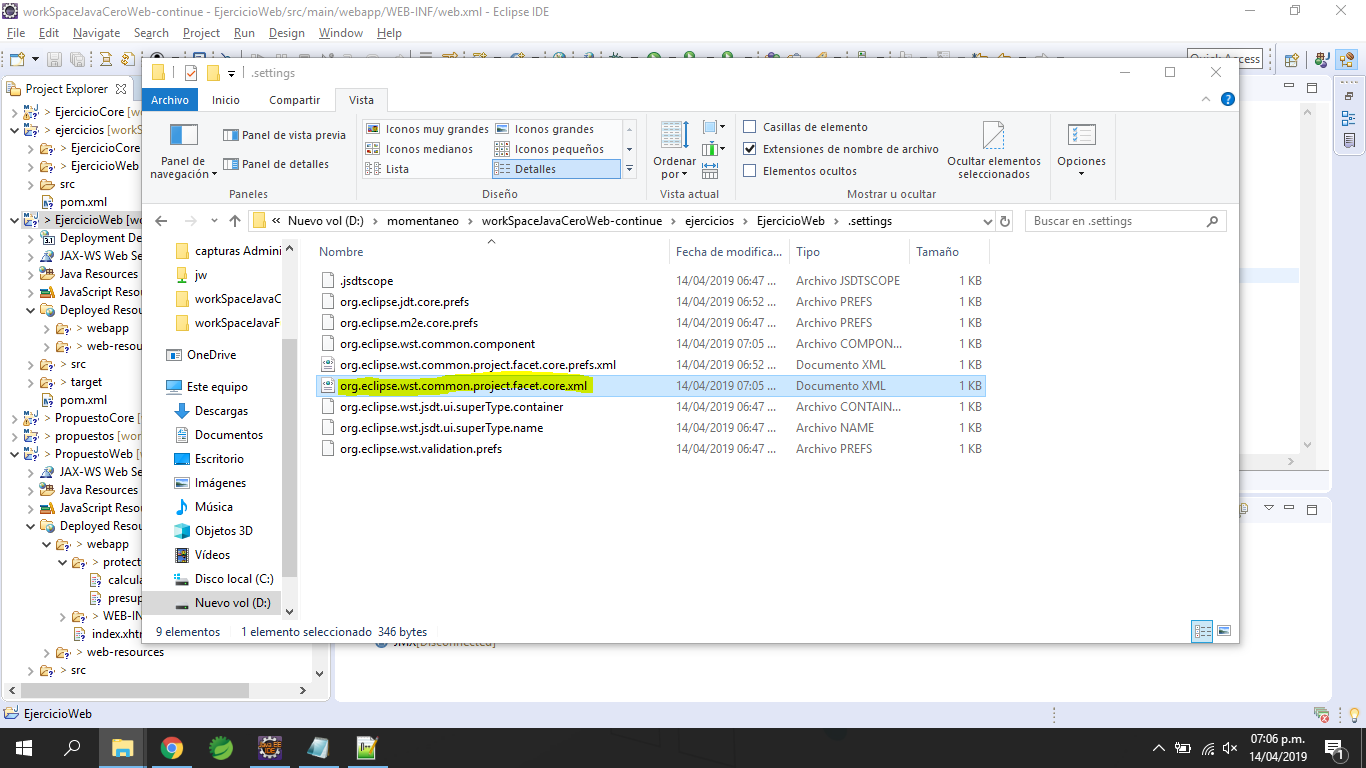 workSpaceJavaCeroWeb-continue - EjercicioWeb/src/main/webapp/WEB-INF/web.xml - Eclipse IDE
File Edit Navigate Search Project Run Design Window Help
Quick Access
Project Explorer
> EjercicioCore [wo
> ejercicios [workS
> EjercicioCore
> EjercicioWeb
> src
pom.xml
> EjercicioWeb [wo
Deployment De
JAX-WS Web Se
Java Resources
JavaScript Reso
Deployed Resou
> webapp
> web-resou
> src
> target
pom.xml
> PropuestoCore [
> propuestos [wor
> PropuestoWeb [
JAX-WS Web Se
Java Resources
JavaScript Reso
Deployed Resou
> webapp
> protect
calcula
presup
> WEB-IN
index.xhtm
> web-resources
> src
.settings
Archivo Inicio Compartir Vista
Panel de navegación
Panel de vista previa
Panel de detalles
Paneles
Iconos muy grandes Iconos grandes
Iconos medianos Iconos pequeños
Lista Detalles
Diseño
Ordenar por
Vista actual
Casillas de elemento
Extensiones de nombre de archivo
Elementos ocultos
Ocultar elementos seleccionados
Mostrar u ocultar
Opciones
« Nuevo vol (D:) momentaneo workSpaceJavaCeroWeb-continue ejercicios EjercicioWeb .settings
Buscar en .settings
capturas Admini
jw
workSpaceJavaC
workSpaceJavaF
OneDrive
Este equipo
Descargas
Documentos
Escritorio
Imágenes
Música
Objetos 3D
Vídeos
Disco local (C:)
Nuevo vol (D:)
Nombre Fecha de modifica... Tipo Tamaño
.jsdtscope 14/04/2019 06:47 ... Archivo JSDTSCOPE 1 KB
org.eclipse.jdt.core.prefs 14/04/2019 06:52 ... Archivo PREFS 1 KB
org.eclipse.m2e.core.prefs 14/04/2019 06:47 ... Archivo PREFS 1 KB
org.eclipse.wst.common.component 14/04/2019 07:05 ... Archivo COMPON... 1 KB
org.eclipse.wst.common.project.facet.core.prefs.xml 14/04/2019 06:52 ... Documento XML 1 KB
org.eclipse.wst.common.project.facet.core.xml 14/04/2019 07:05 ... Documento XML 1 KB
org.eclipse.wst.jsdt.ui.superType.container 14/04/2019 06:47 ... Archivo CONTAIN... 1 KB
org.eclipse.wst.jsdt.ui.superType.name 14/04/2019 06:47 ... Archivo NAME 1 KB
org.eclipse.wst.validation.prefs 14/04/2019 06:47 ... Archivo PREFS 1 KB
9 elementos 1 elemento seleccionado 346 bytes
JMX[Disconnected]
EjercicioWeb
07:06 p.m.
14/04/2019
1